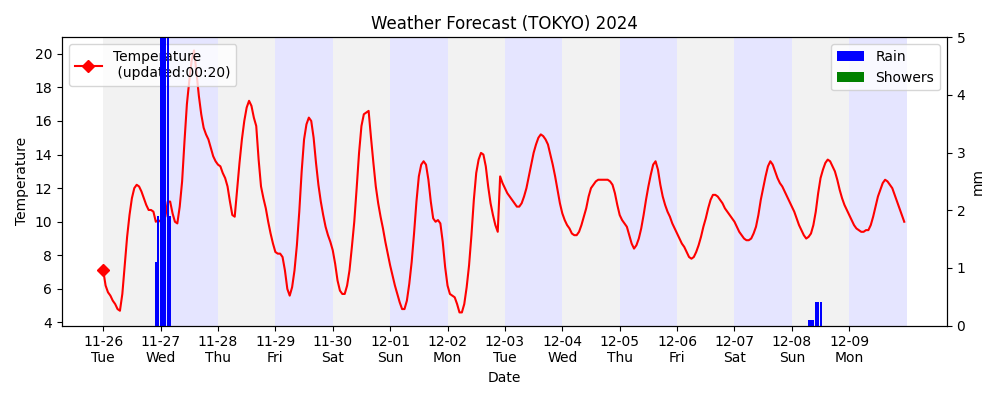 Weather Forecast (TOKYO) 2024
Temperature
(updated:00:20)
Rain
Showers
Temperature
20
18
16
14
12
10
8
6
4
5
4
3
2
1
0
mm
11-26 11-27 11-28 11-29 11-30 12-01 12-02 12-03 12-04 12-05 12-06 12-07 12-08 12-09
Tue Wed Thu Fri Sat Sun Mon Tue Wed Thu Fri Sat Sun Mon
Date